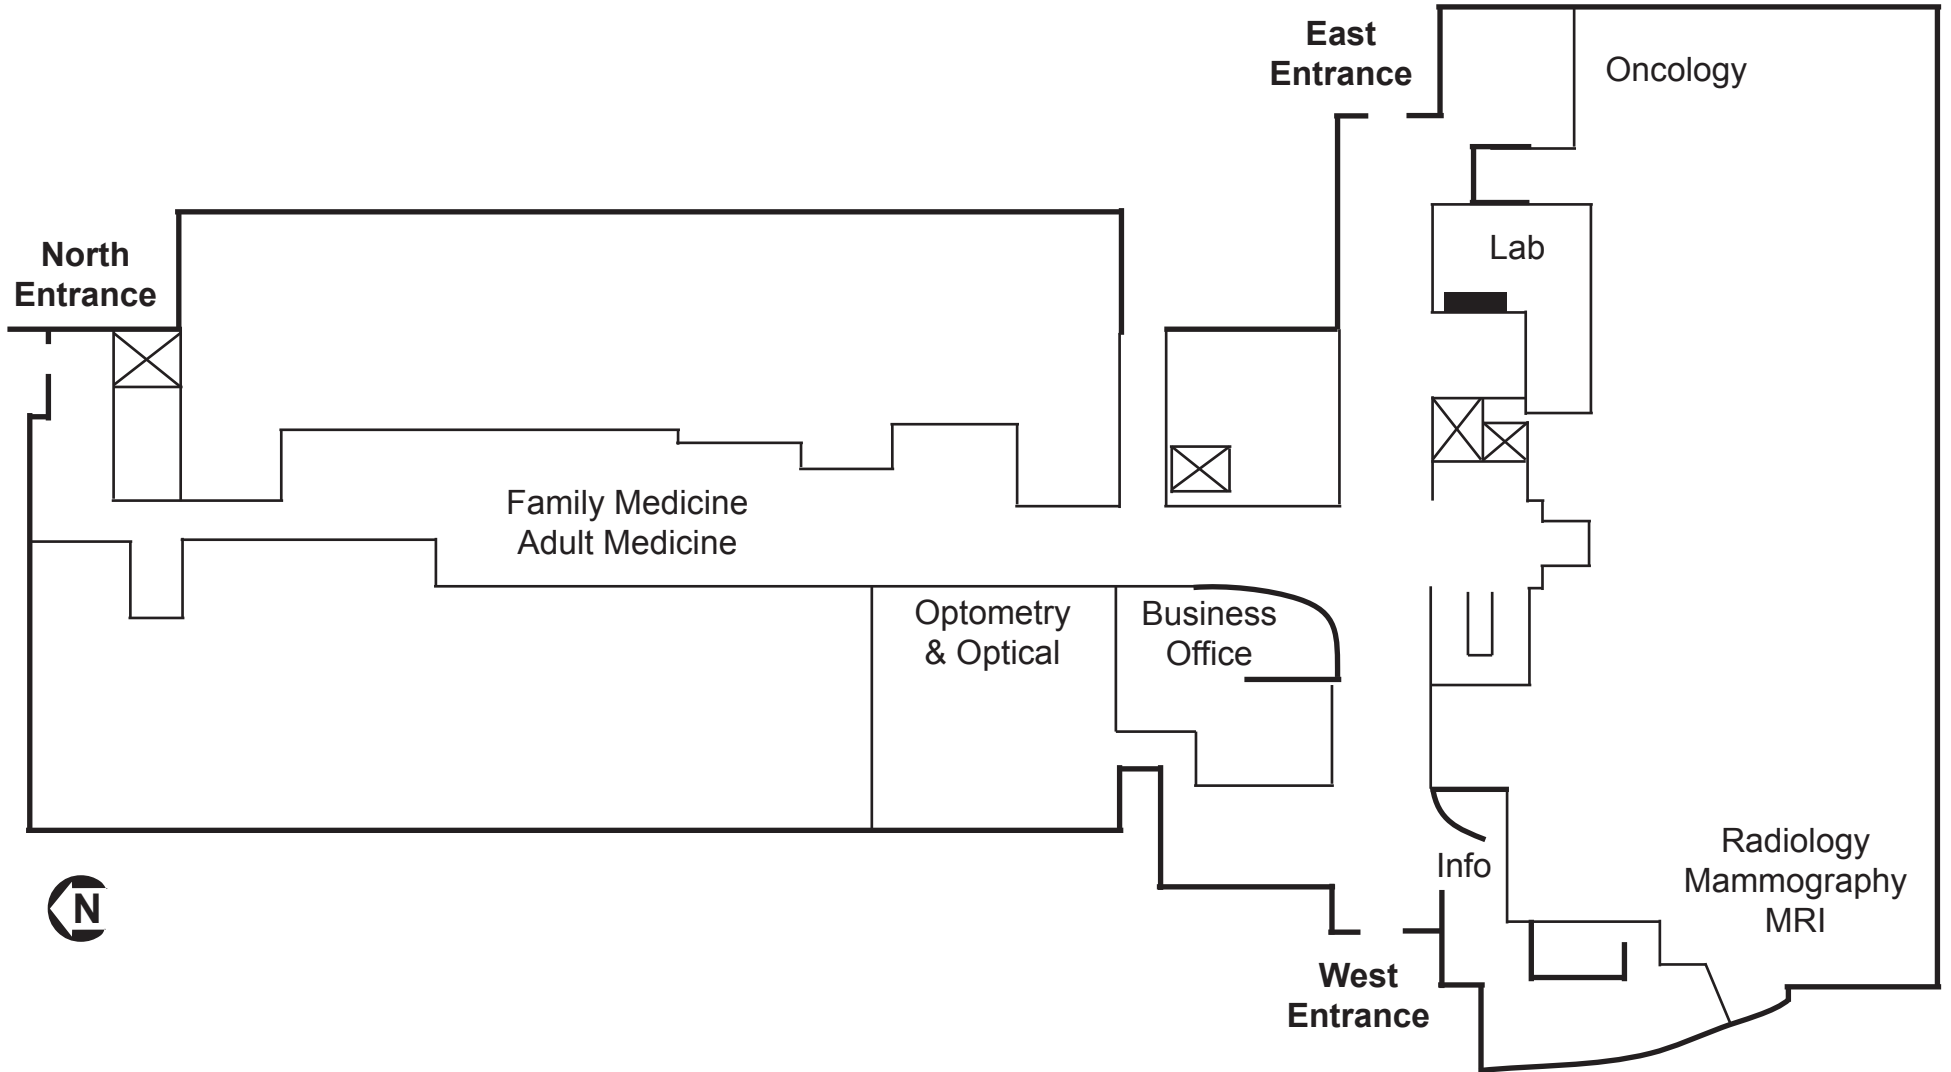 East
Entrance
Oncology
Lab
North
Entrance
Family Medicine
Adult Medicine
Optometry
& Optical
Business
Office
Info
Radiology
Mammography
MRI
N
West
Entrance